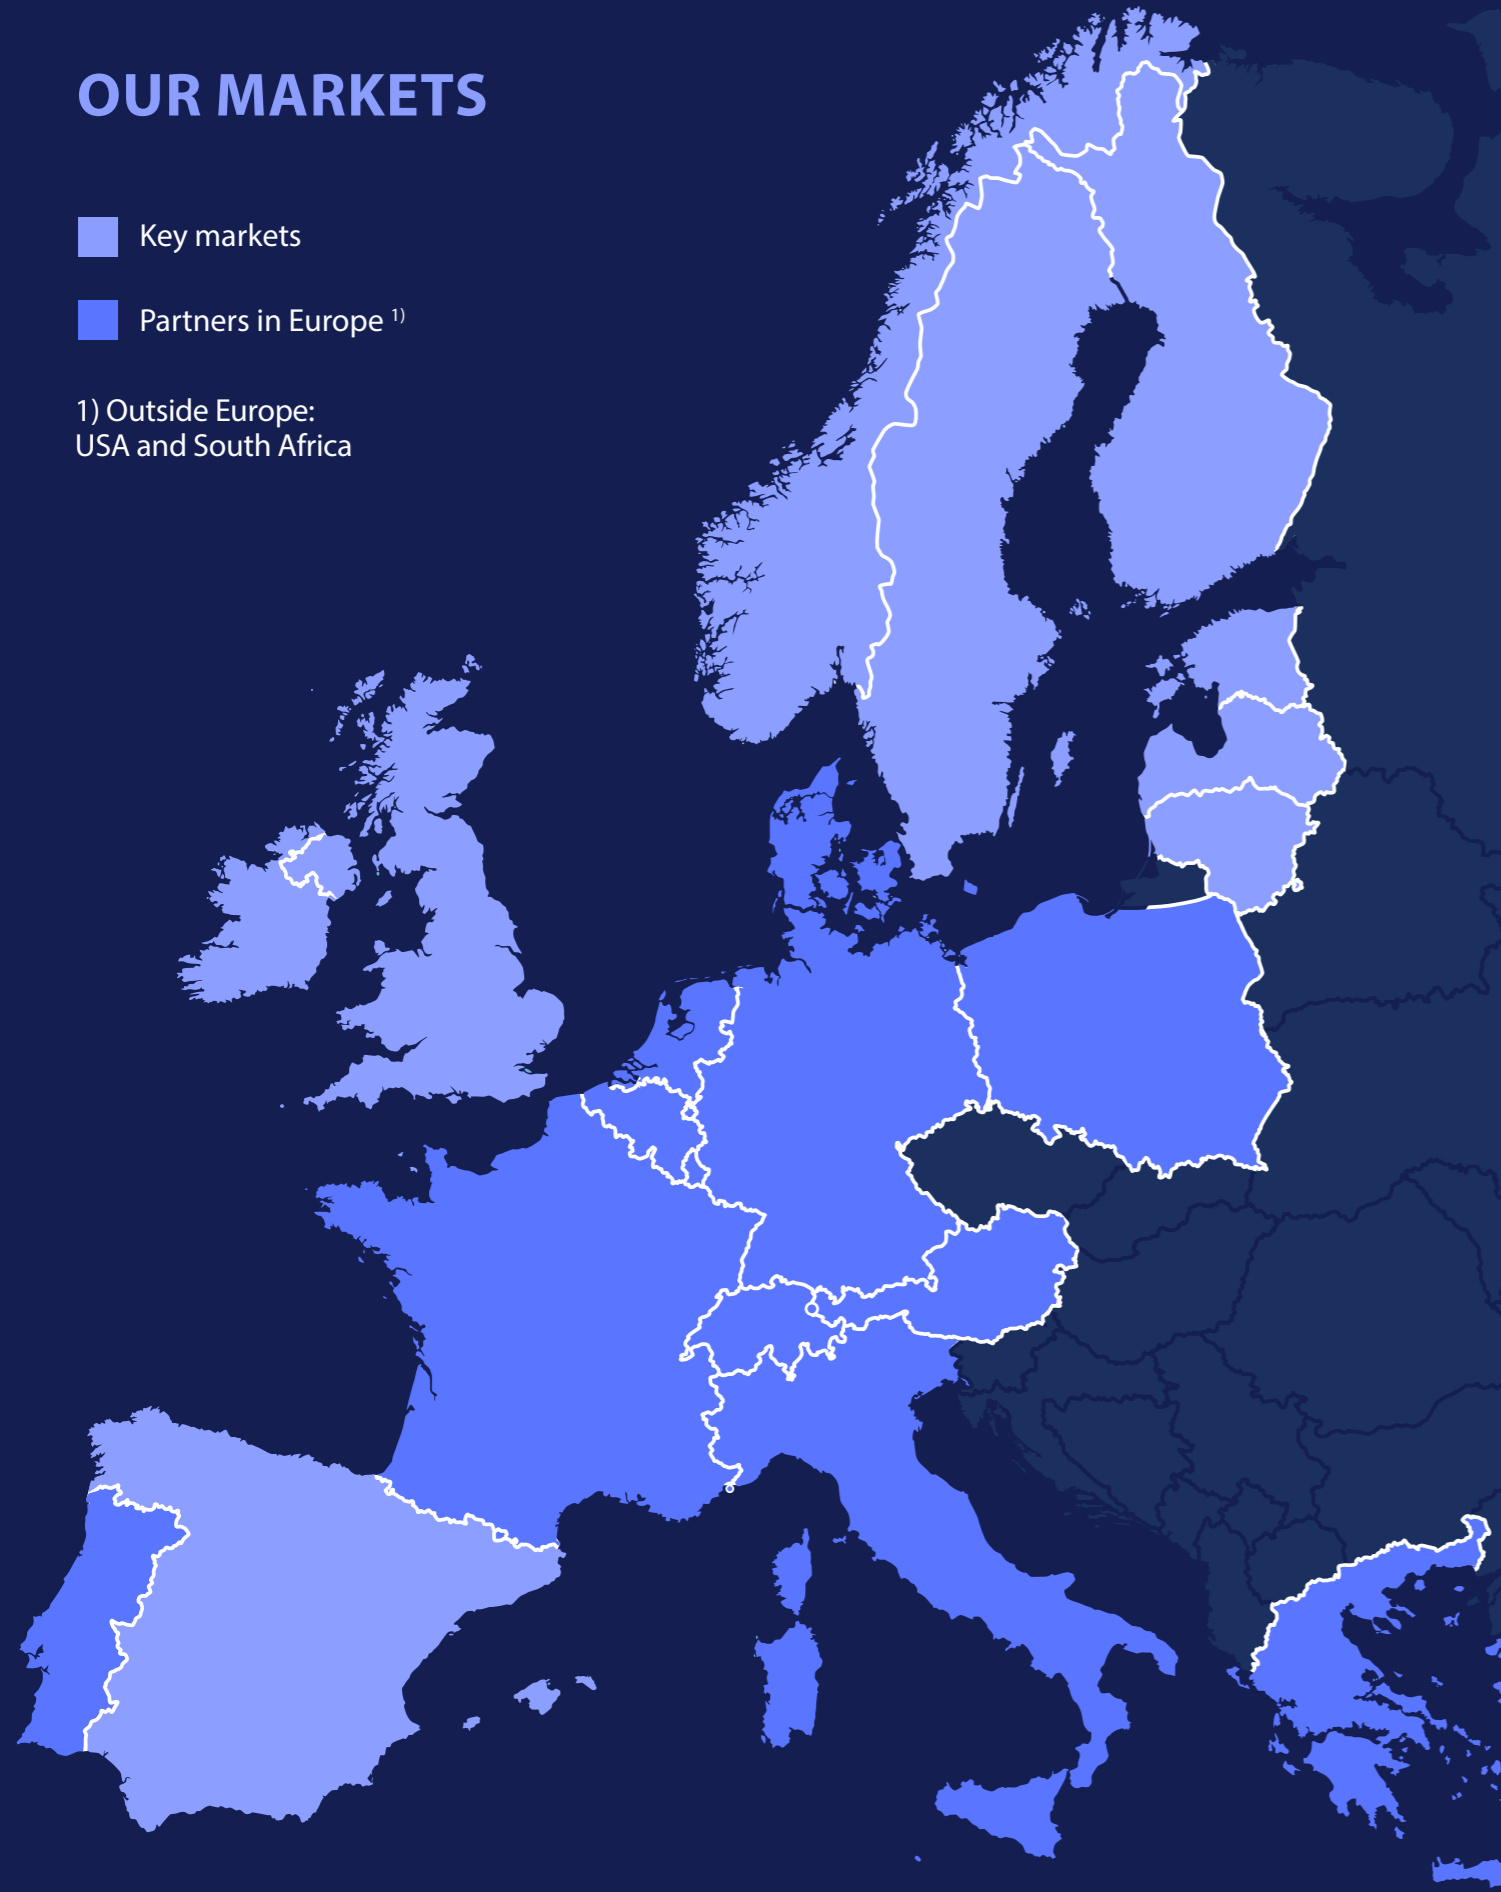 OUR MARKETS
Key markets
Partners in Europe ¹⁾
1) Outside Europe:
USA and South Africa